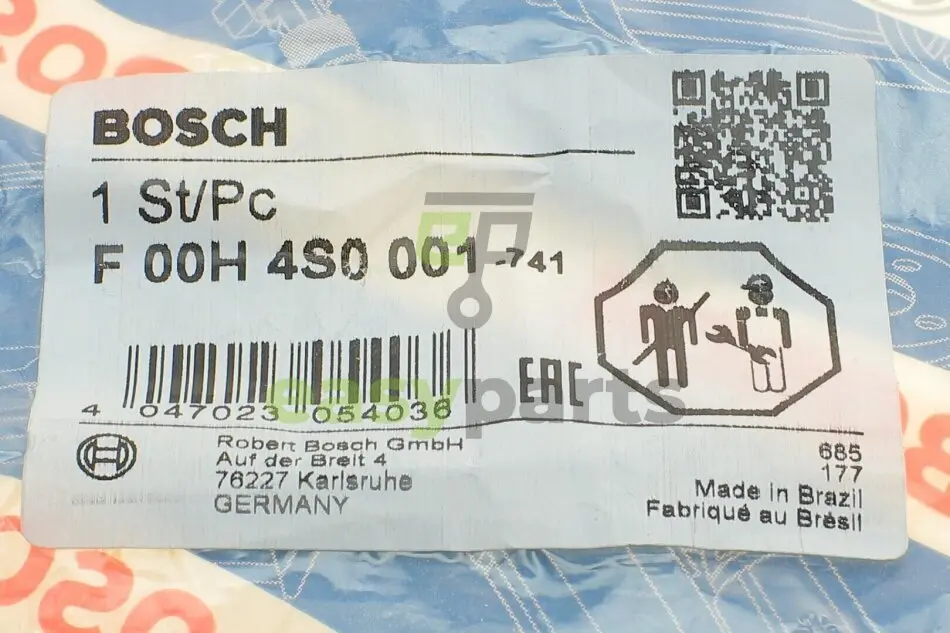 BOSCH
1 St/Pc
F 00H 4S0 001 -741
4 047023 054036
EAC
easyparts
Robert Bosch GmbH
Auf der Breit 4
76227 Karlsruhe
GERMANY
685
177
Made in Brazil
Fabriqué au Brésil